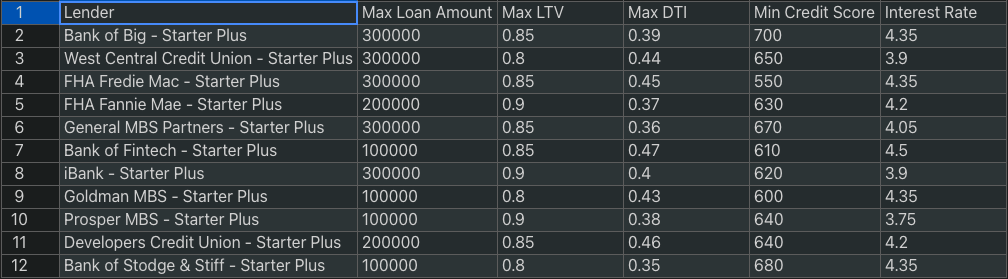 1 Lender Max Loan Amount Max LTV Max DTI Min Credit Score Interest Rate
2 Bank of Big - Starter Plus 300000 0.85 0.39 700 4.35
3 West Central Credit Union - Starter Plus 300000 0.8 0.44 650 3.9
4 FHA Fredie Mac - Starter Plus 300000 0.85 0.45 550 4.35
5 FHA Fannie Mae - Starter Plus 200000 0.9 0.37 630 4.2
6 General MBS Partners - Starter Plus 300000 0.85 0.36 670 4.05
7 Bank of Fintech - Starter Plus 100000 0.85 0.47 610 4.5
8 iBank - Starter Plus 300000 0.9 0.4 620 3.9
9 Goldman MBS - Starter Plus 100000 0.8 0.43 600 4.35
10 Prosper MBS - Starter Plus 100000 0.9 0.38 640 3.75
11 Developers Credit Union - Starter Plus 200000 0.85 0.46 640 4.2
12 Bank of Stodge & Stiff - Starter Plus 100000 0.8 0.35 680 4.35